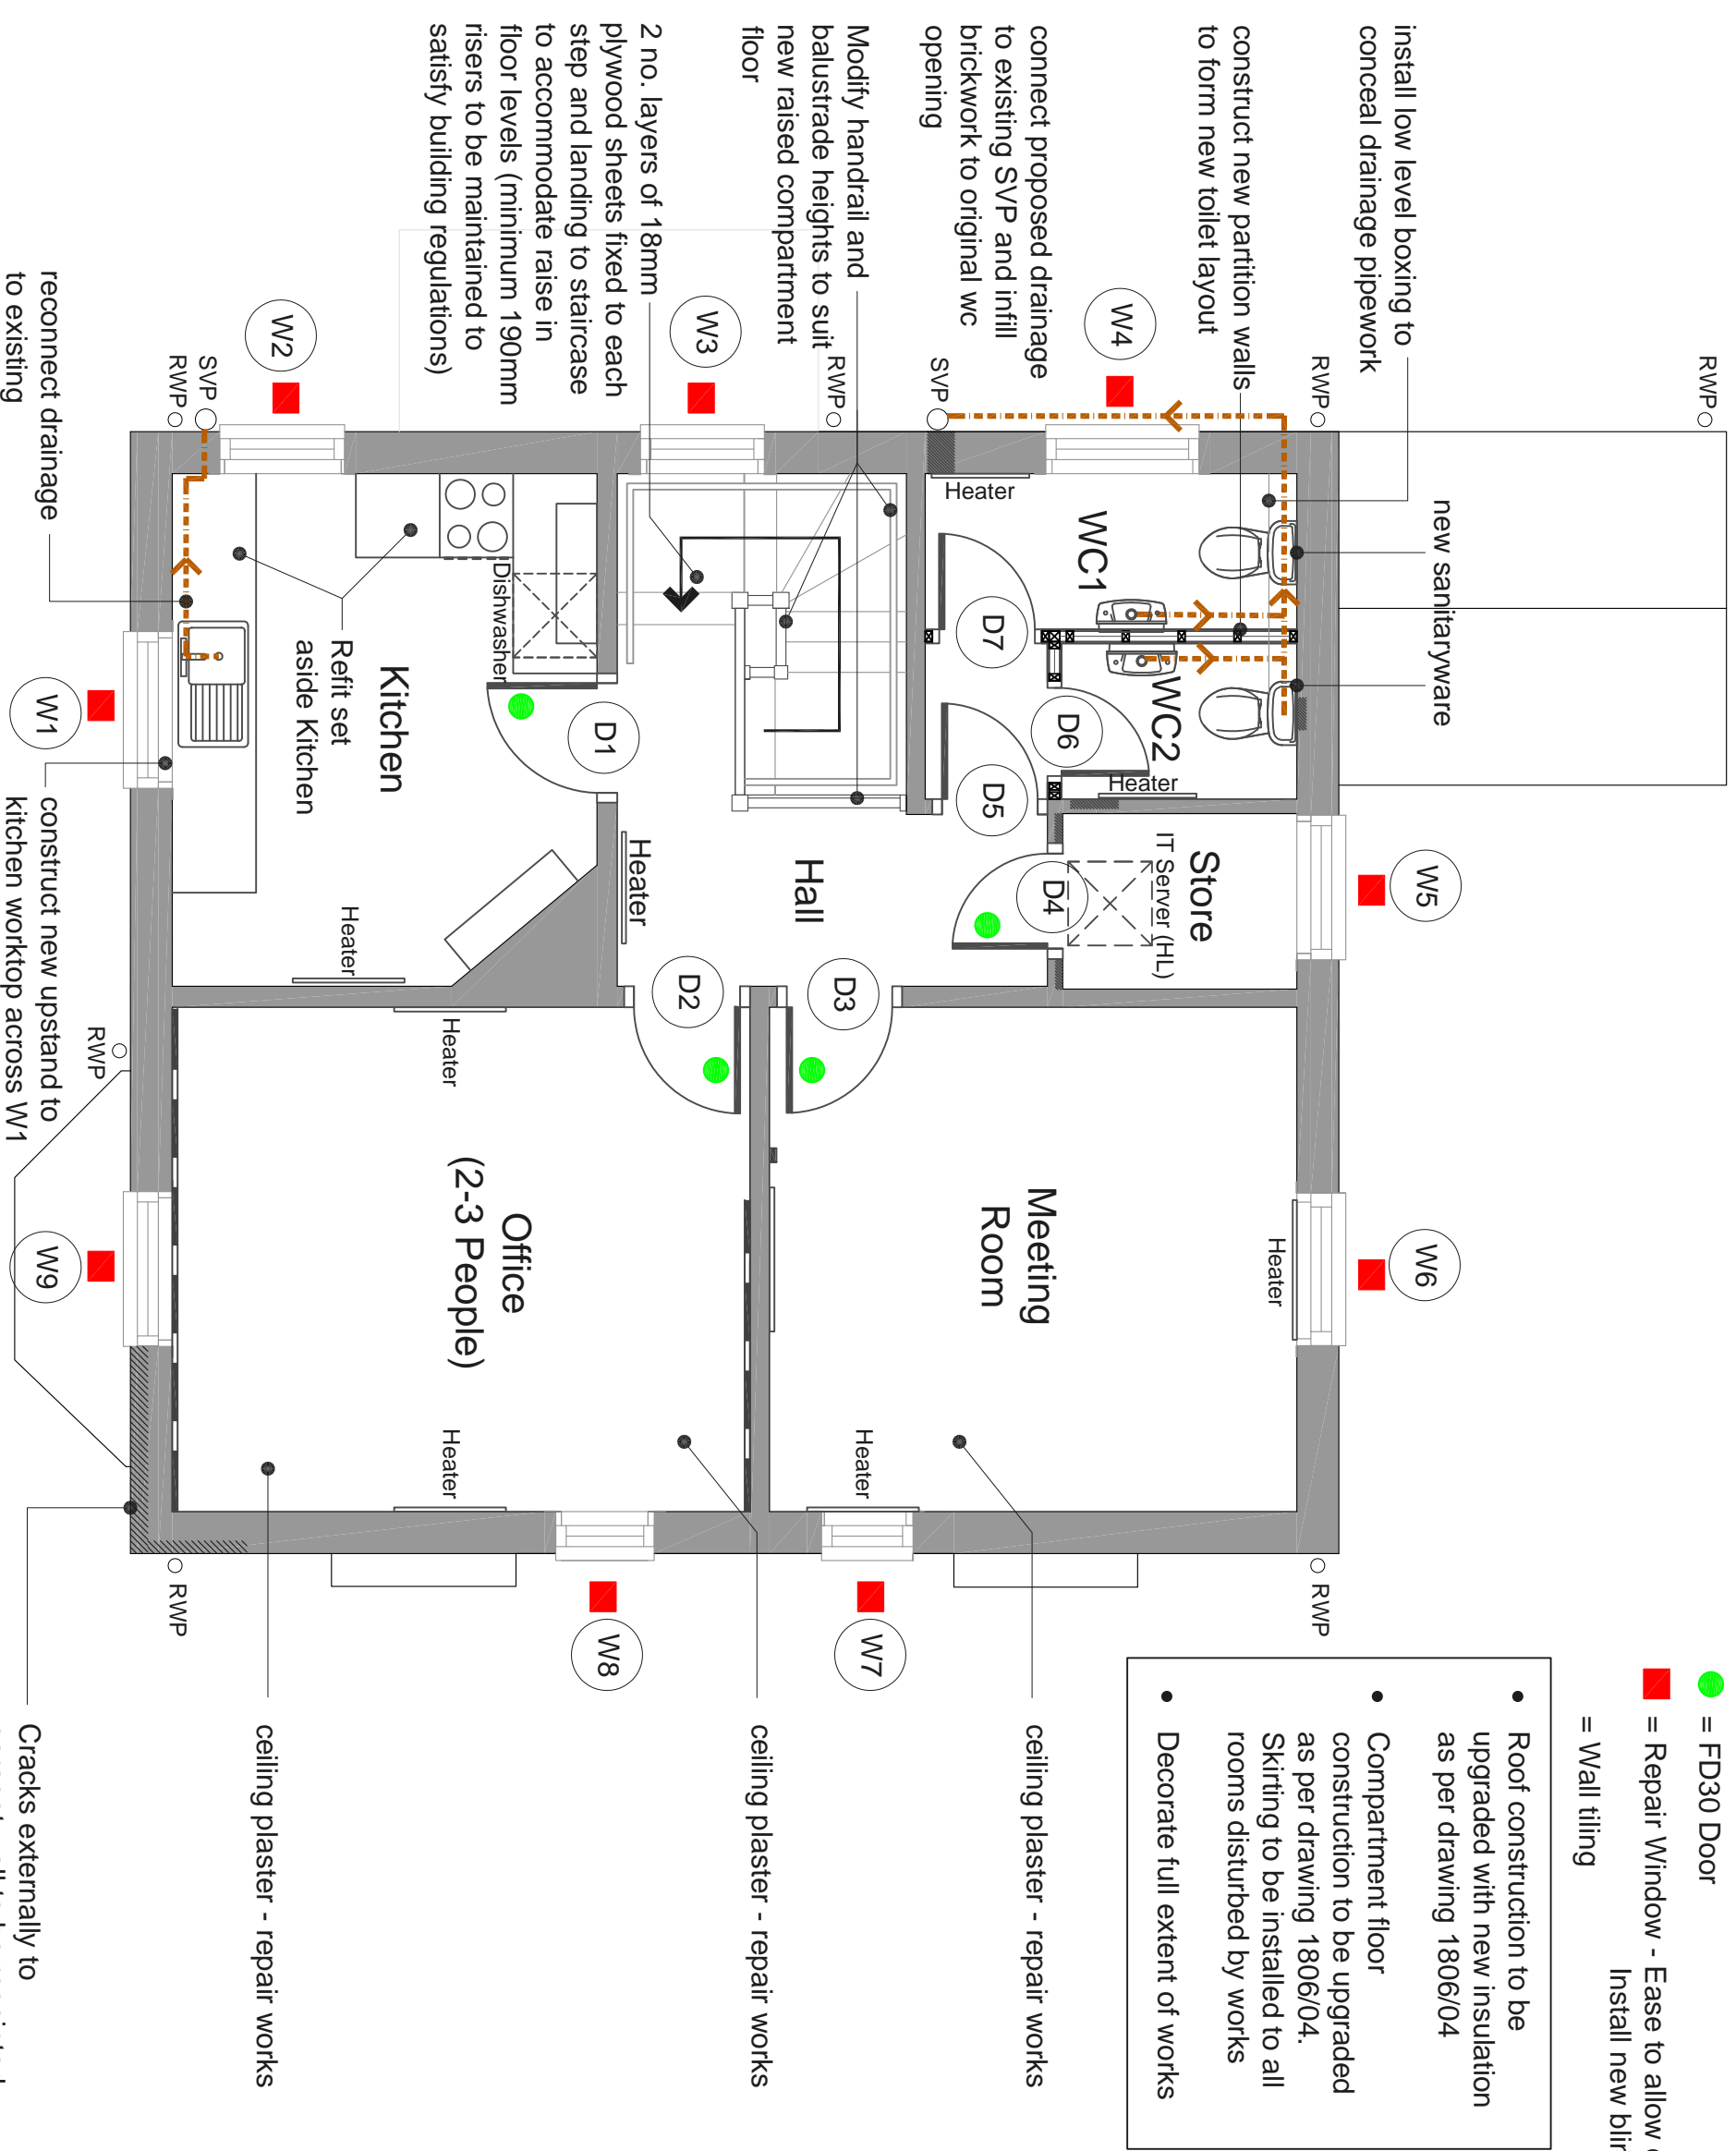 = FD30 Door
= Repair Window - Ease to allow
Install new
= Wall tiling
• Roof construction to be
upgraded with new insulation
as per drawing 1806/04
• Compartment floor
construction to be upgraded
as per drawing 1806/04.
Skirting to be installed to all
rooms disturbed by works
• Decorate full extent of works
RWP
new sanitaryware
install low level boxing to
conceal drainage pipework
construct new partition walls
to form new toilet layout
connect proposed drainage
to existing SVP and infill
brickwork to original wc
opening
Modify handrail and
balustrade heights to suit
new raised compartment
floor
2 no. layers of 18mm
plywood sheets fixed to each
step and landing to staircase
to accommodate raise in
floor levels (minimum 190mm
risers to be maintained to
satisfy building regulations)
reconnect drainage
to existing
W5
W6
RWP
RWP
W4
SVP
RWP
W3
W2
SVP
RWP
WC1
WC2
Heater
Heater
D7
D6
D5
D4
Store
IT Server (HL)
Hall
Heater
D3
D2
D1
Meeting
Room
Heater
Heater
Kitchen
Dishwasher
Refit set
aside Kitchen
Heater
Office
(2-3 People)
Heater
Heater
W7
W8
RWP
RWP
W1
W9
construct new upstand to
kitchen worktop across W1
ceiling plaster - repair works
ceiling plaster - repair works
ceiling plaster - repair works
Cracks externally to